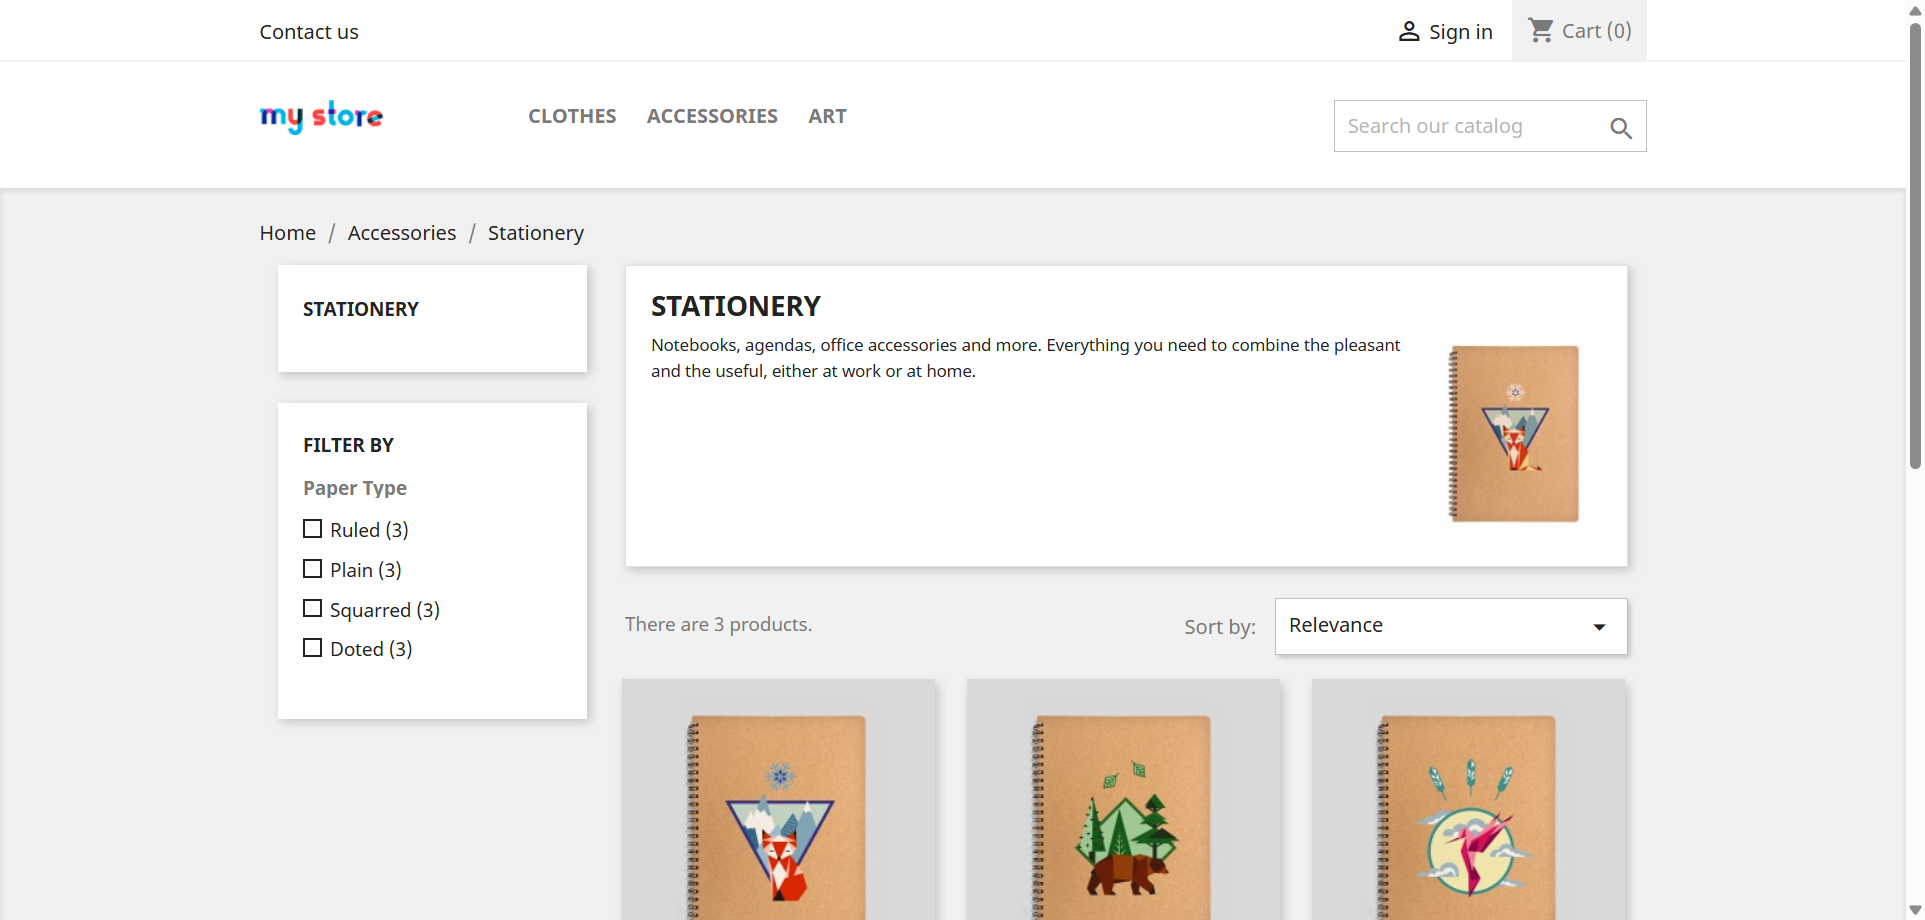 Contact us
Sign in
Cart (0)
my store
CLOTHES
ACCESSORIES
ART
Search our catalog
Home / Accessories / Stationery
STATIONERY
FILTER BY
Paper Type
Ruled (3)
Plain (3)
Squarred (3)
Doted (3)
STATIONERY
Notebooks, agendas, office accessories and more. Everything you need to combine the pleasant
and the useful, either at work or at home.
There are 3 products.
Sort by:
Relevance